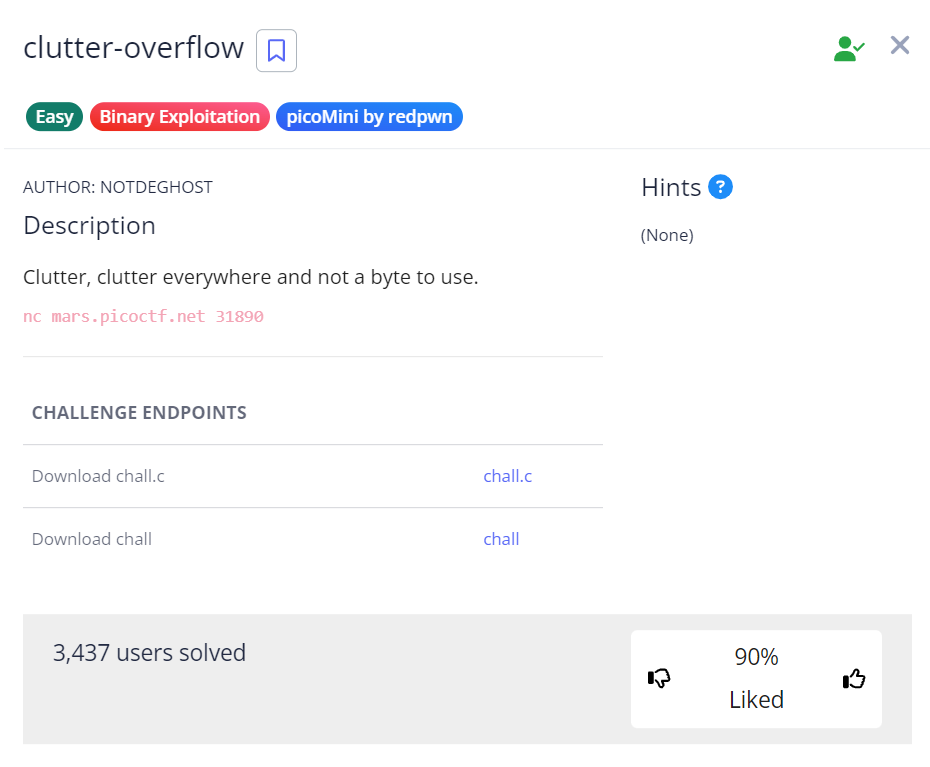 clutter-overflow
Easy Binary Exploitation picoMini by redpwn
AUTHOR: NOTDEGHOST
Description
Clutter, clutter everywhere and not a byte to use.
nc mars.picoctf.net 31890
Hints ?
(None)
CHALLENGE ENDPOINTS
Download chall.c chall.c
Download chall chall
3,437 users solved
90%
Liked